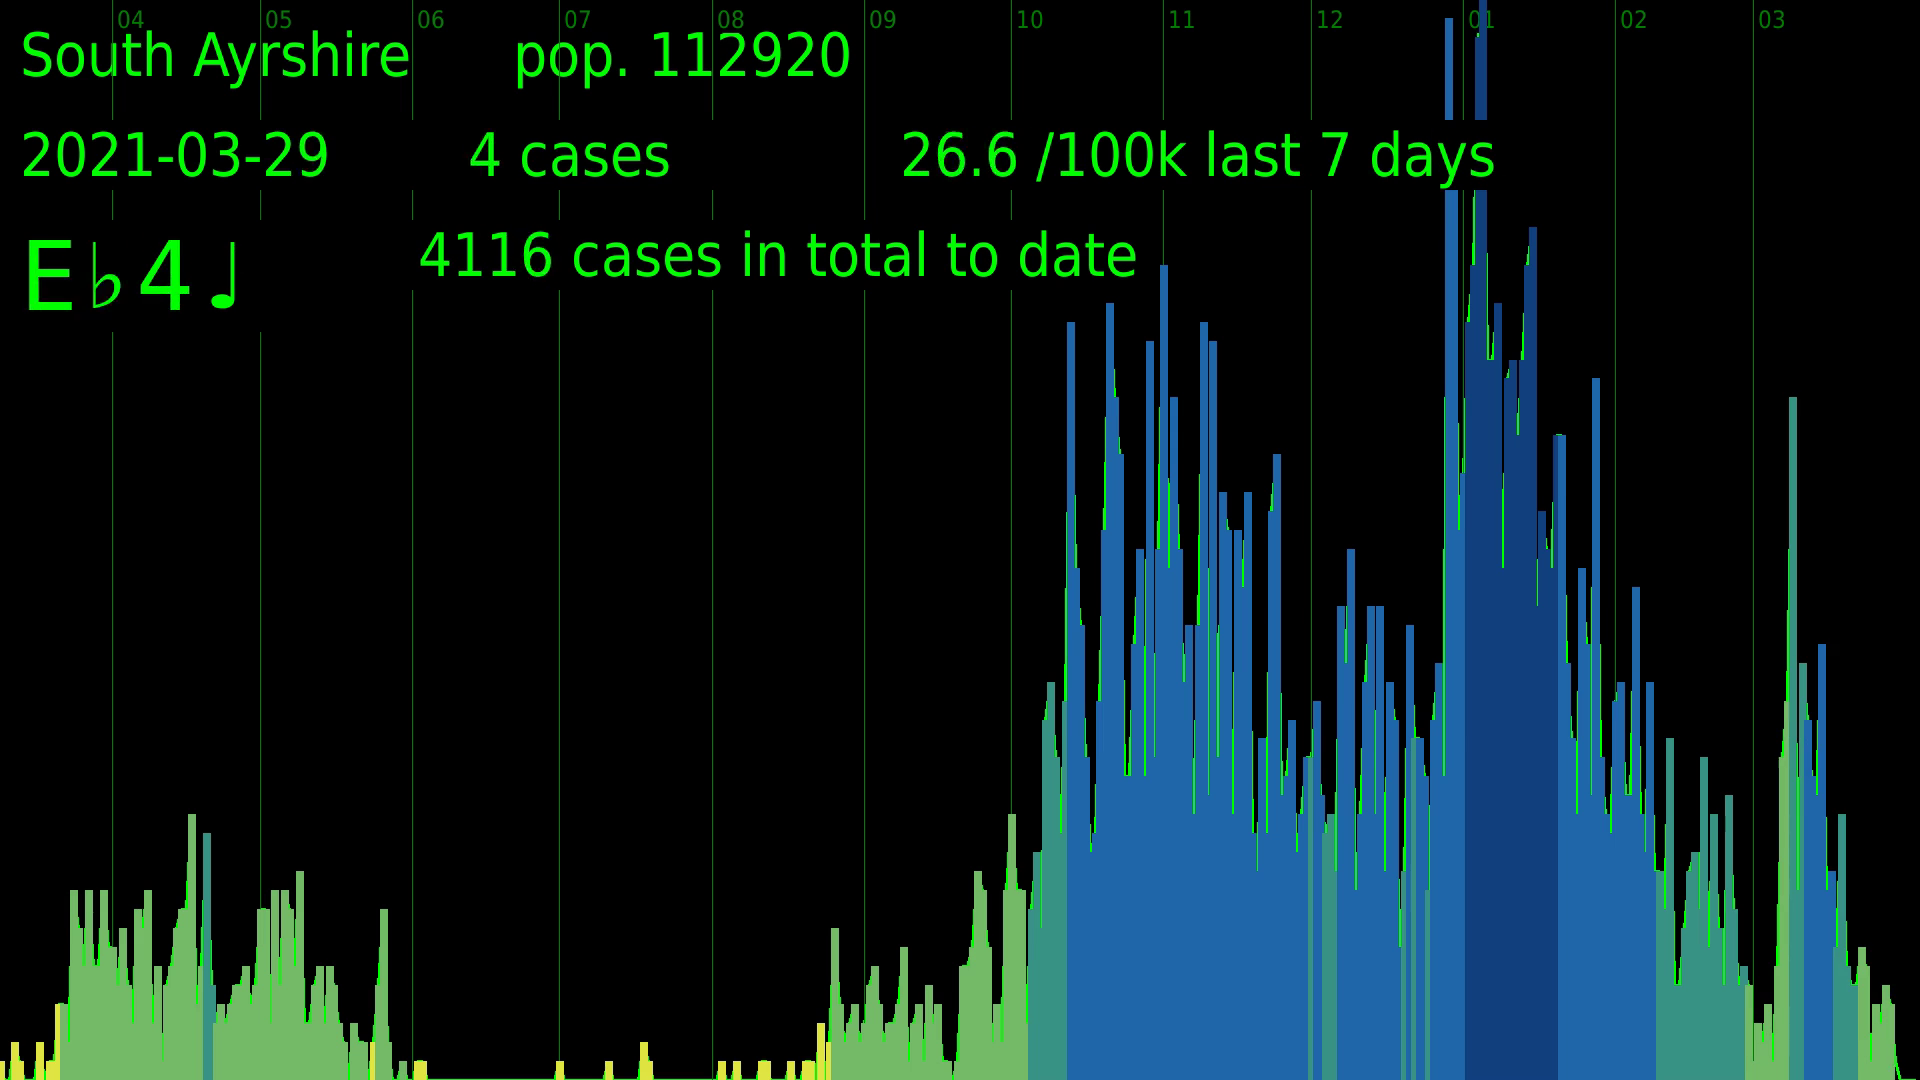 04 05 06 07 08 09 10 11 12 01 02 03
South Ayrshire pop. 112920
2021-03-29 4 cases 26.6 /100k last 7 days
E♭4♩ 4116 cases in total to date